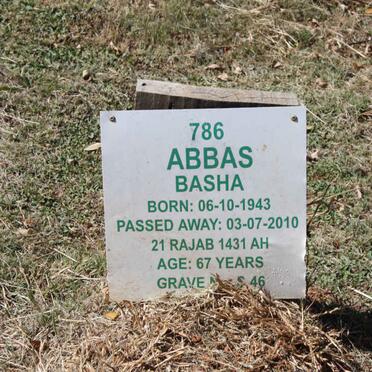 786
ABBAS
BASHA
BORN: 06-10-1943
PASSED AWAY: 03-07-2010
21 RAJAB 1431 AH
AGE: 67 YEARS
GRAVE S 46